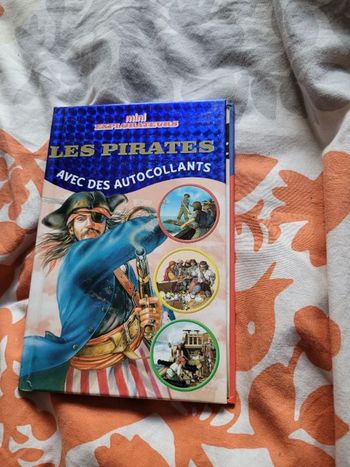 mini
EXPLORATEURS
LES PIRATES
AVEC DES AUTOCOLLANTS